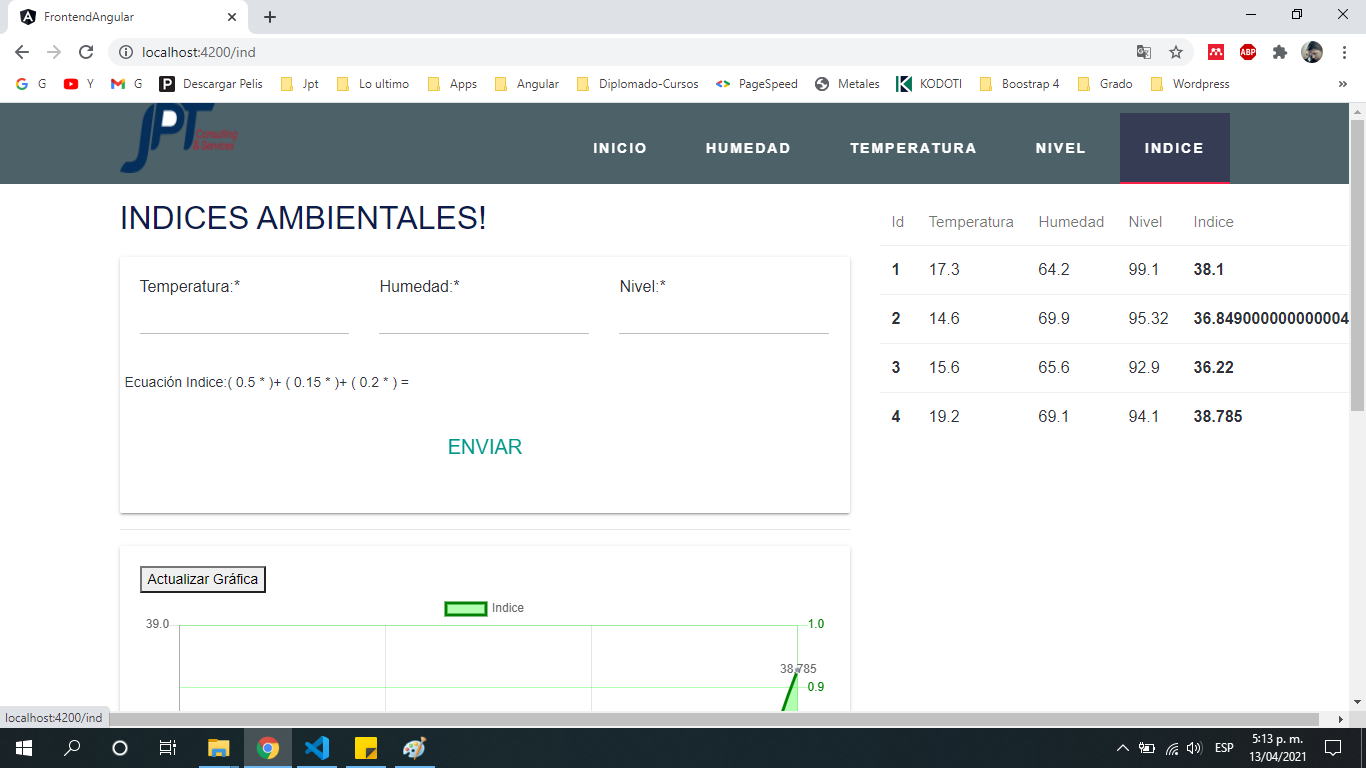 FrontendAngular
localhost:4200/ind
ABP
G G
Y
G
Descargar Pelis
Jpt
Lo ultimo
Apps
Angular
Diplomado-Cursos
PageSpeed
Metales
KODOTI
Boostrap 4
Grado
Wordpress
»
JPT Consulting & Services
INICIO
HUMEDAD
TEMPERATURA
NIVEL
INDICE
INDICES AMBIENTALES!
Temperatura:* Humedad:* Nivel:*
Ecuación Indice:( 0.5 * )+ ( 0.15 * )+ ( 0.2 * ) =
ENVIAR
Id Temperatura Humedad Nivel Indice
1 17.3 64.2 99.1 38.1
2 14.6 69.9 95.32 36.849000000000004
3 15.6 65.6 92.9 36.22
4 19.2 69.1 94.1 38.785
Actualizar Gráfica
Indice
39.0
1.0
38.785
0.9
localhost:4200/ind
ESP
5:13 p. m.
13/04/2021